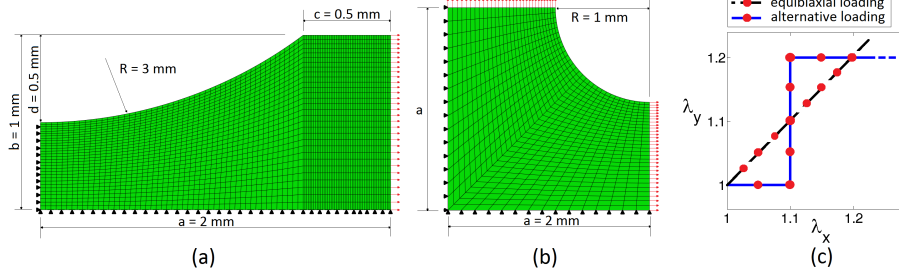 c = 0.5 mm
R = 3 mm
d = 0.5 mm
b = 1 mm
a = 2 mm
(a)
R = 1 mm
a
a = 2 mm
(b)
equibiaxial loading
alternative loading
1.2
λy
1.1
1
1 1.1 1.2
λx
(c)